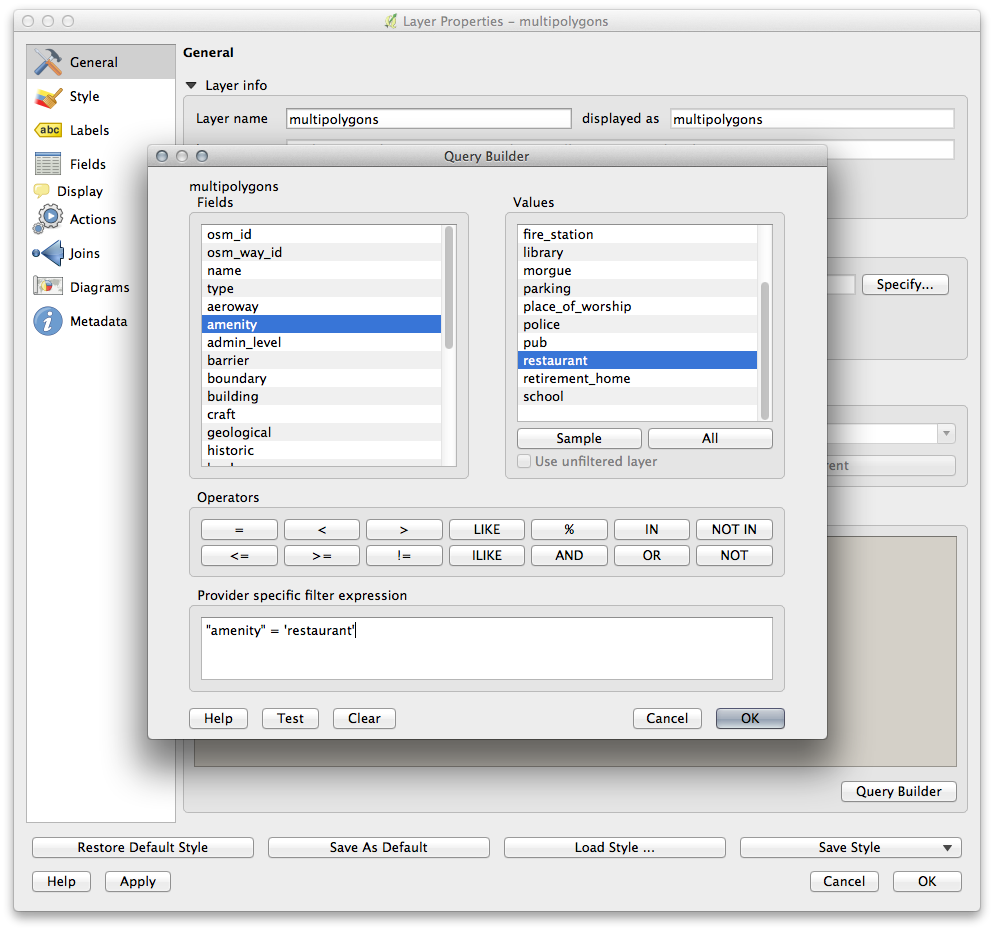 Layer Properties – multipolygons
General
Style
abc
Labels
Fields
Display
Actions
Joins
Diagrams
Metadata
General
Layer info
Layer name
multipolygons
displayed as
multipolygons
Specify...
Query Builder
multipolygons
Fields
osm_id
osm_way_id
name
type
aeroway
amenity
admin_level
barrier
boundary
building
craft
geological
historic
Values
fire_station
library
morgue
parking
place_of_worship
police
pub
restaurant
retirement_home
school
Sample
All
Use unfiltered layer
Operators
= < > LIKE % IN NOT IN
<= >= != ILIKE AND OR NOT
Provider specific filter expression
"amenity" = 'restaurant'
Help Test Clear Cancel OK
Query Builder
Restore Default Style Save As Default Load Style ... Save Style
Help Apply Cancel OK